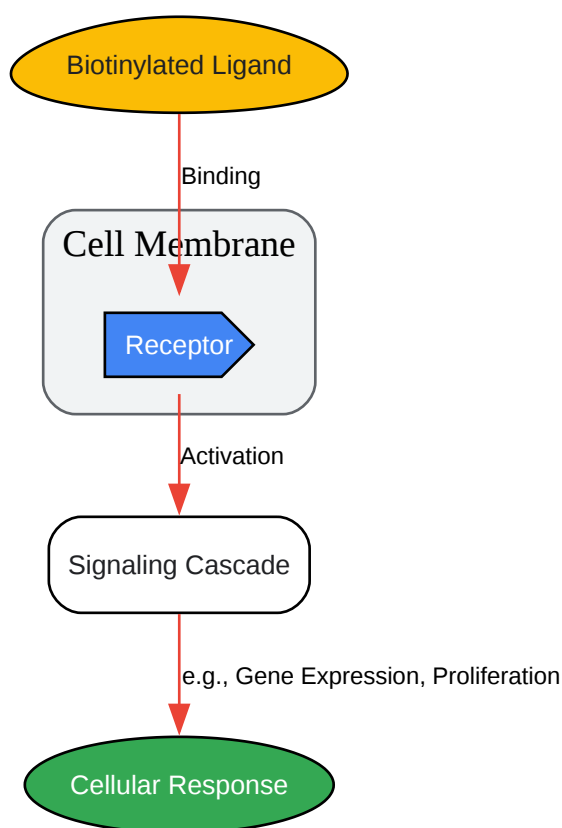 Biotinylated Ligand
Binding
Cell Membrane
Receptor
Activation
Signaling Cascade
e.g., Gene Expression, Proliferation
Cellular Response